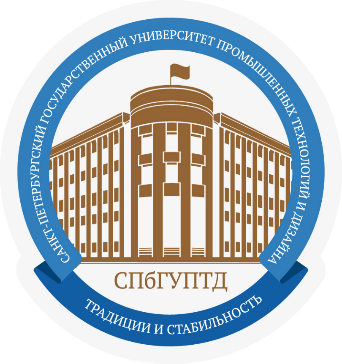 САНКТ-ПЕТЕРБУРГСКИЙ ГОСУДАРСТВЕННЫЙ УНИВЕРСИТЕТ ПРОМЫШЛЕННЫХ ТЕХНОЛОГИЙ И ДИЗАЙНА
СПбГУПТД
ТРАДИЦИИ И СТАБИЛЬНОСТЬ